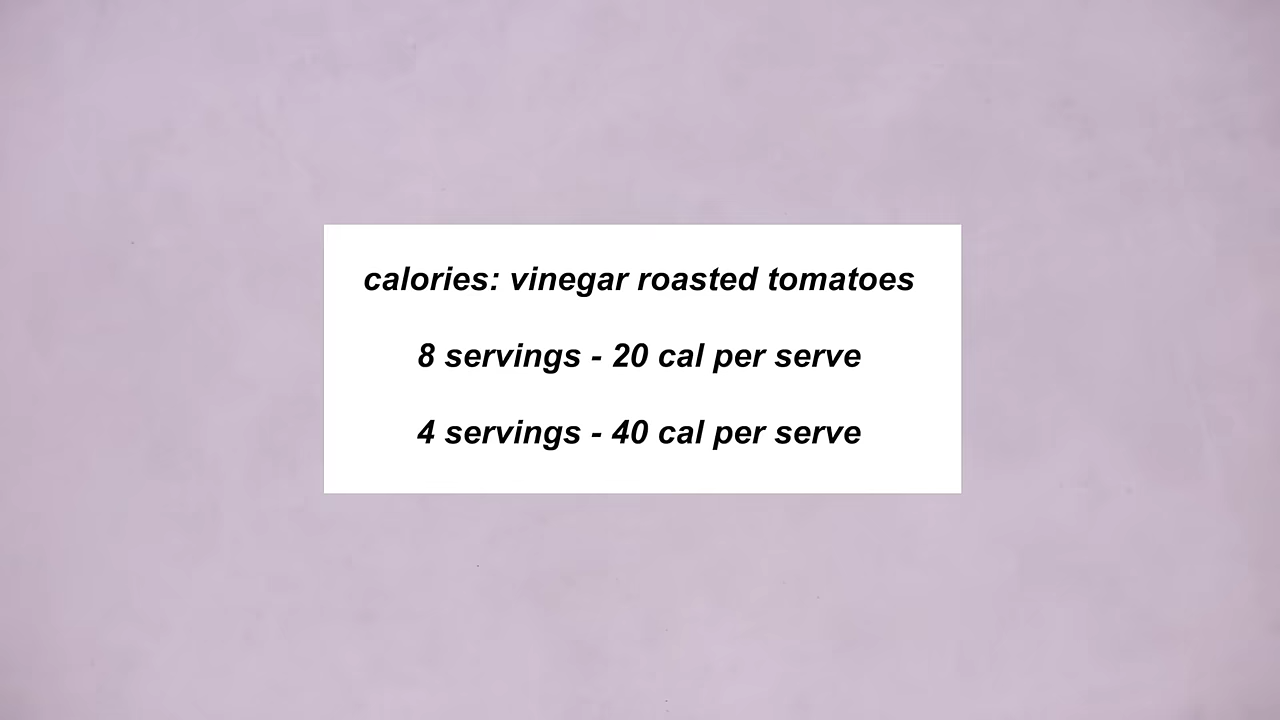 calories: vinegar roasted tomatoes
8 servings - 20 cal per serve
4 servings - 40 cal per serve